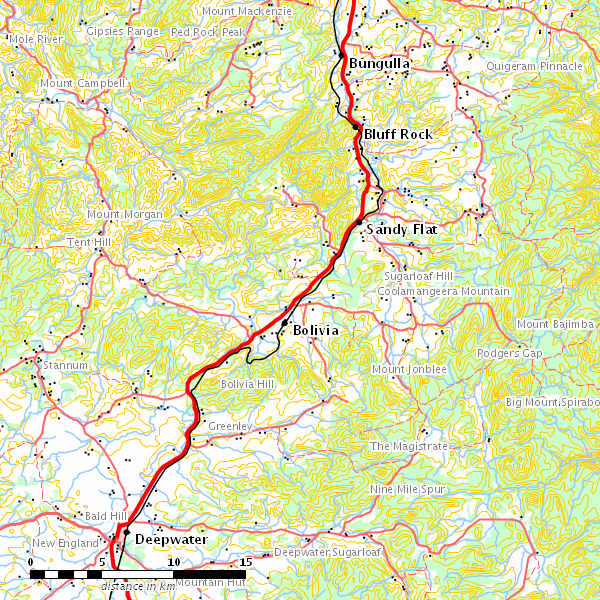 Mount Mackenzie
Gipsies Range
Red Rock Peak
Mole River
Bungulla
Quigeram Pinnacle
Mount Campbell
Bluff Rock
Mount Morgan
Sandy Flat
Tent Hill
Sugarloaf Hill
Coolamangeera Mountain
Mount Bajimba
Bolivia
Rodgers Gap
Stannum
Mount Jonblee
Bolivia Hill
Big Mount Spirabo
Greenley
The Magistrate
Nine Mile Spur
Bald Hill
New England
Deepwater
Deepwater Sugarloaf
0 5 10 15
distance in km
Mountain Hut